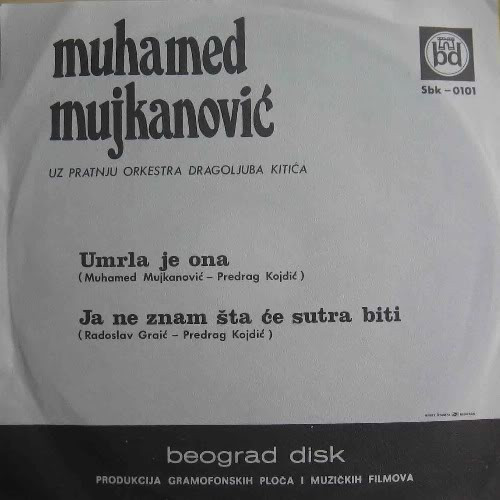 muhamed
mujkanović
bd
Sbk – 0101
UZ PRATNJU ORKESTRA DRAGOLJUBA KITIĆA
Umrla je ona
( Muhamed Mujkanović – Predrag Kojdić )
Ja ne znam šta će sutra biti
( Radoslav Graić – Predrag Kojdić )
beograd disk
PRODUKCIJA GRAMOFONSKIH PLOČA I MUZIČKIH FILMOVA